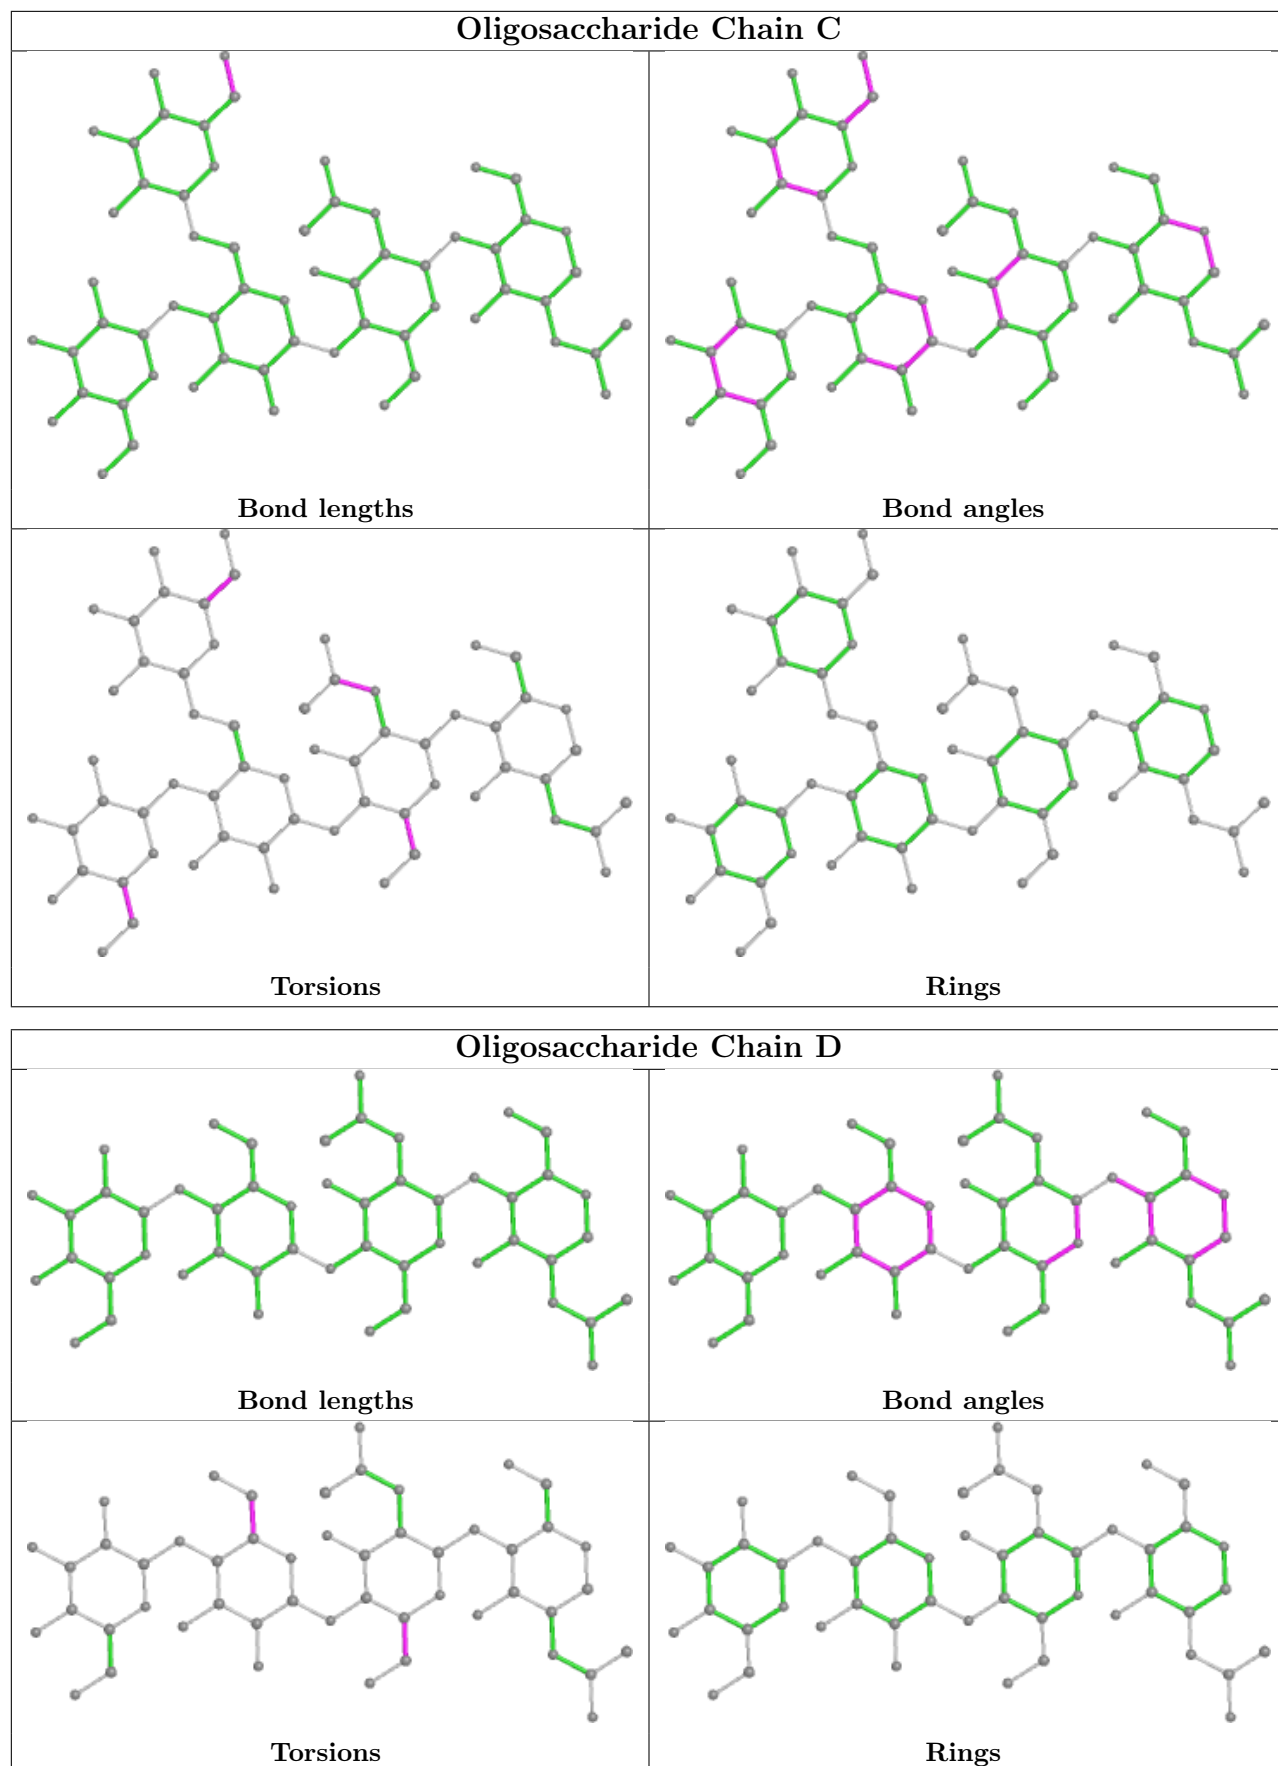 Oligosaccharide Chain C
Bond lengths
Bond angles
Torsions
Rings
Oligosaccharide Chain D
Bond lengths
Bond angles
Torsions
Rings